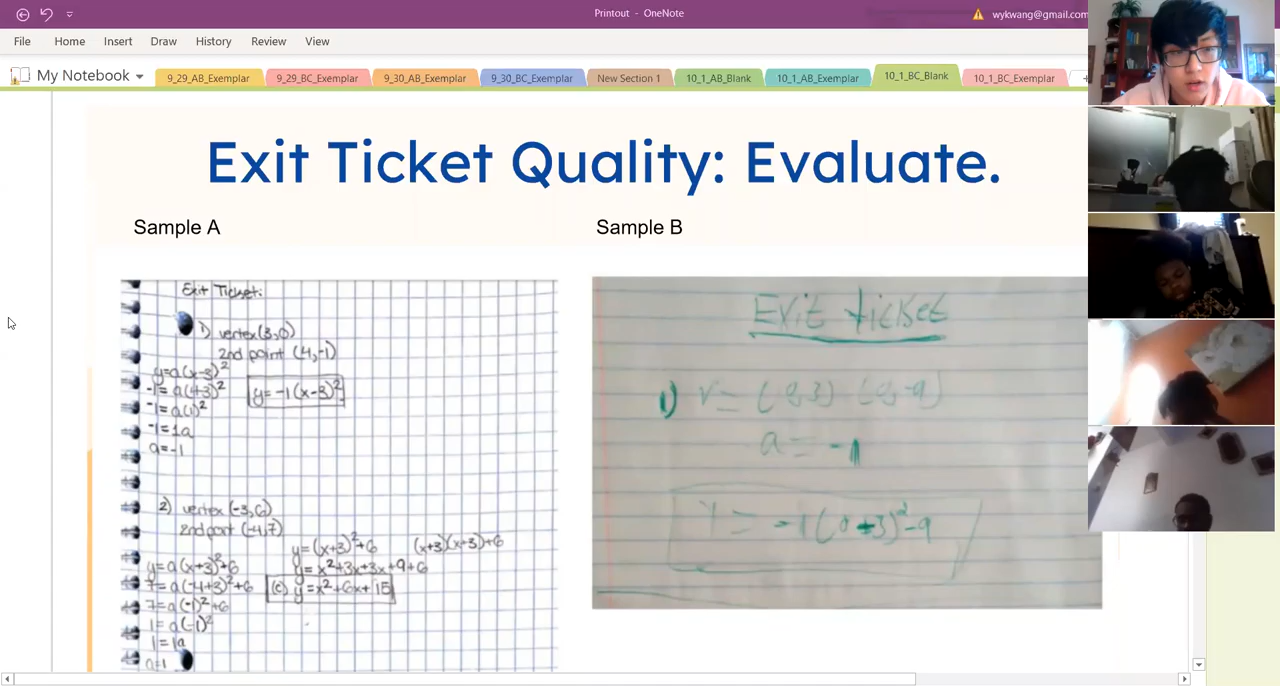 Printout - OneNote
wykwang@gmail.com
File Home Insert Draw History Review View
My Notebook
9_29_AB_Exemplar 9_29_BC_Exemplar 9_30_AB_Exemplar 9_30_BC_Exemplar New Section 1 10_1_AB_Blank 10_1_AB_Exemplar 10_1_BC_Blank 10_1_BC_Exemplar
Exit Ticket Quality: Evaluate.
Sample A
Exit Ticket:
1) vertex (3,0)
2nd point (4,-1)
y=a(x-3)²
-1=a(4-3)²
y=-1(x-3)²
-1=a(1)²
-1=1a
a=-1
2) vertex (-3,6)
2nd point (-4,7)
y=(x+3)²+6 (x+3)(x+3)+6
y=a(x+3)²+6
y=x²+3x+3x+9+6
7=a(-4+3)²+6
(c) y=x²+6x+15
7=a(-1)²+6
1=a(-1)²
1=1a
a=1
Sample B
Exit ticket
1) V=
a=-1
Y = -1